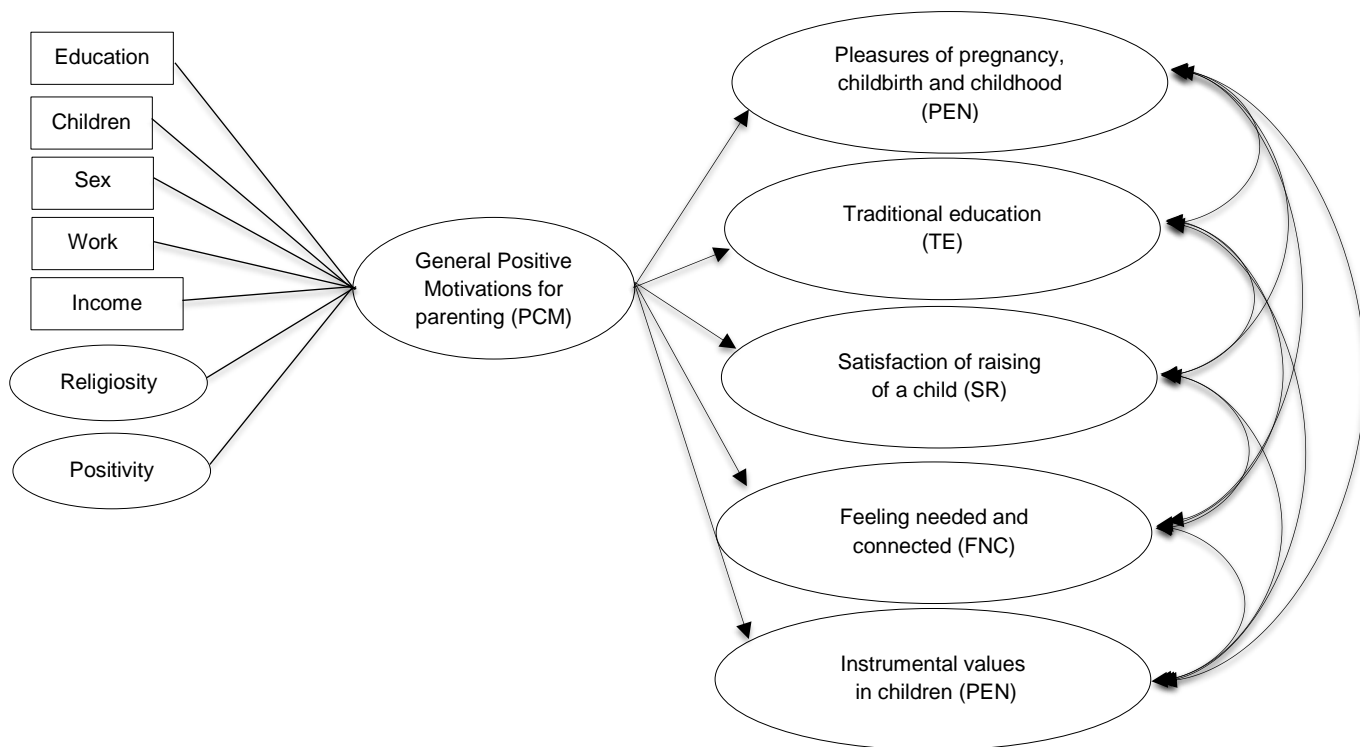 Education
Children
Sex
Work
Income
Religiosity
Positivity
General Positive
Motivations for
parenting (PCM)
Pleasures of pregnancy,
childbirth and childhood
(PEN)
Traditional education
(TE)
Satisfaction of raising
of a child (SR)
Feeling needed and
connected (FNC)
Instrumental values
in children (PEN)